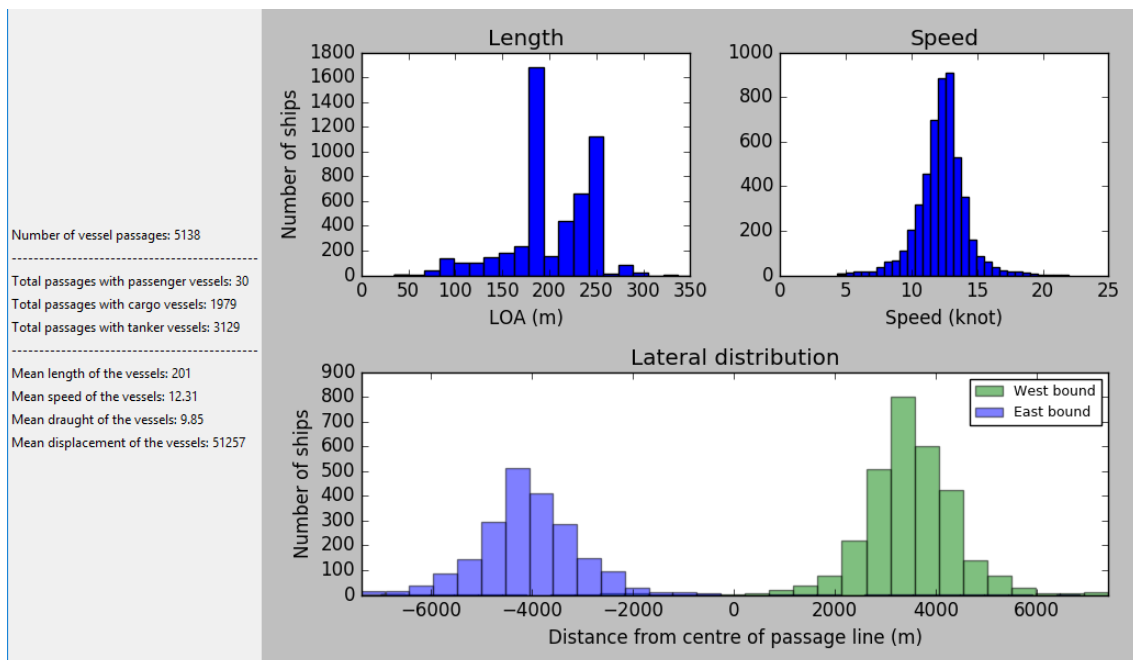 Number of vessel passages: 5138
Total passages with passenger vessels: 30
Total passages with cargo vessels: 1979
Total passages with tanker vessels: 3129
Mean length of the vessels: 201
Mean speed of the vessels: 12.31
Mean draught of the vessels: 9.85
Mean displacement of the vessels: 51257
Length
Number of ships
1800
1600
1400
1200
1000
800
600
400
200
0
0 50 100 150 200 250 300 350
LOA (m)
Speed
1000
800
600
400
200
0
0 5 10 15 20 25
Speed (knot)
Lateral distribution
Number of ships
900
800
700
600
500
400
300
200
100
0
West bound
East bound
−6000 −4000 −2000 0 2000 4000 6000
Distance from centre of passage line (m)